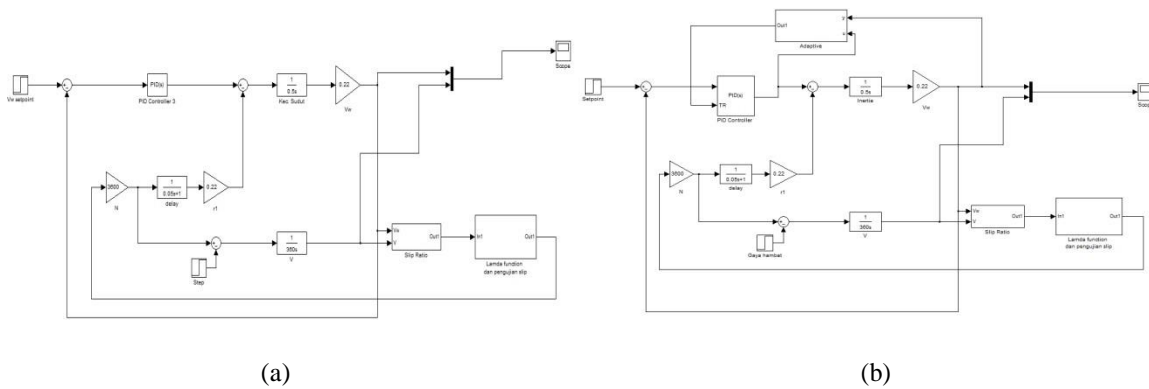 Scope
Vw setpoint
PID(s)
PID Controller 3
1
0.5s
Kec Sudut
0.22
Vw
3600
N
1
0.05s+1
delay
0.22
r1
Step
1
360s
V
Vw
V
Out1
Slip Ratio
In1
Out1
Lamda function
dan pengujian slip
(a)
Out1
y
u
Adaptive
Setpoint
PID(s)
TR
PID Controller
1
0.5s
Inertia
0.22
Vw
Scope
3600
N
1
0.05s+1
delay
0.22
r1
Gaya hambat
1
360s
V
Vw
V
Out1
Slip Ratio
In1
Out1
Lamda function
dan pengujian slip
(b)